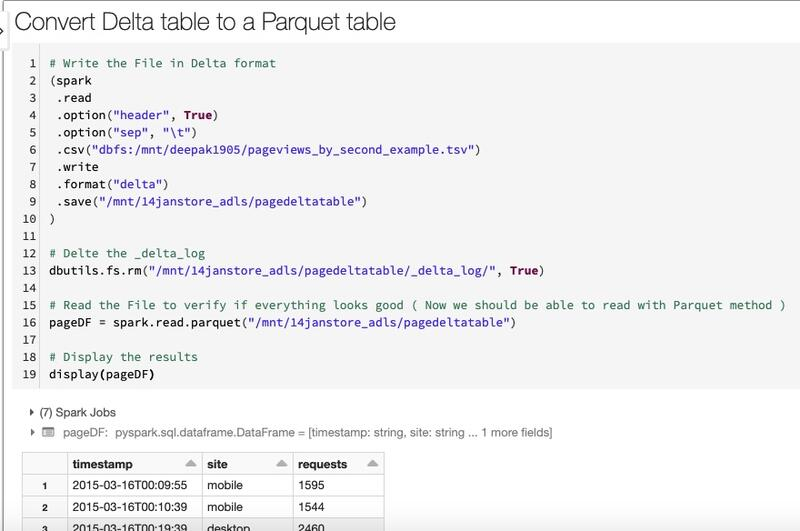 Convert Delta table to a Parquet table
1 # Write the File in Delta format
2 (spark
3 .read
4 .option("header", True)
5 .option("sep", "\t")
6 .csv("dbfs:/mnt/deepak1905/pageviews_by_second_example.tsv")
7 .write
8 .format("delta")
9 .save("/mnt/14janstore_adls/pagedeltatable")
10 )
11
12 # Delte the _delta_log
13 dbutils.fs.rm("/mnt/14janstore_adls/pagedeltatable/_delta_log/", True)
14
15 # Read the File to verify if everything looks good ( Now we should be able to read with Parquet method )
16 pageDF = spark.read.parquet("/mnt/14janstore_adls/pagedeltatable")
17
18 # Display the results
19 display(pageDF)
(7) Spark Jobs
pageDF: pyspark.sql.dataframe.DataFrame = [timestamp: string, site: string ... 1 more fields]
timestamp site requests
1 2015-03-16T00:09:55 mobile 1595
2 2015-03-16T00:10:39 mobile 1544
3 2015-03-16T00:19:39 desktop 2460